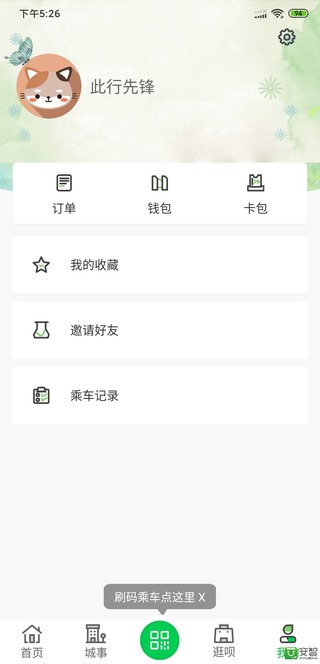 下午5:26
94
此行先锋
订单
钱包
卡包
我的收藏
邀请好友
乘车记录
刷码乘车点这里 X
首页
城事
逛呗
我
安智